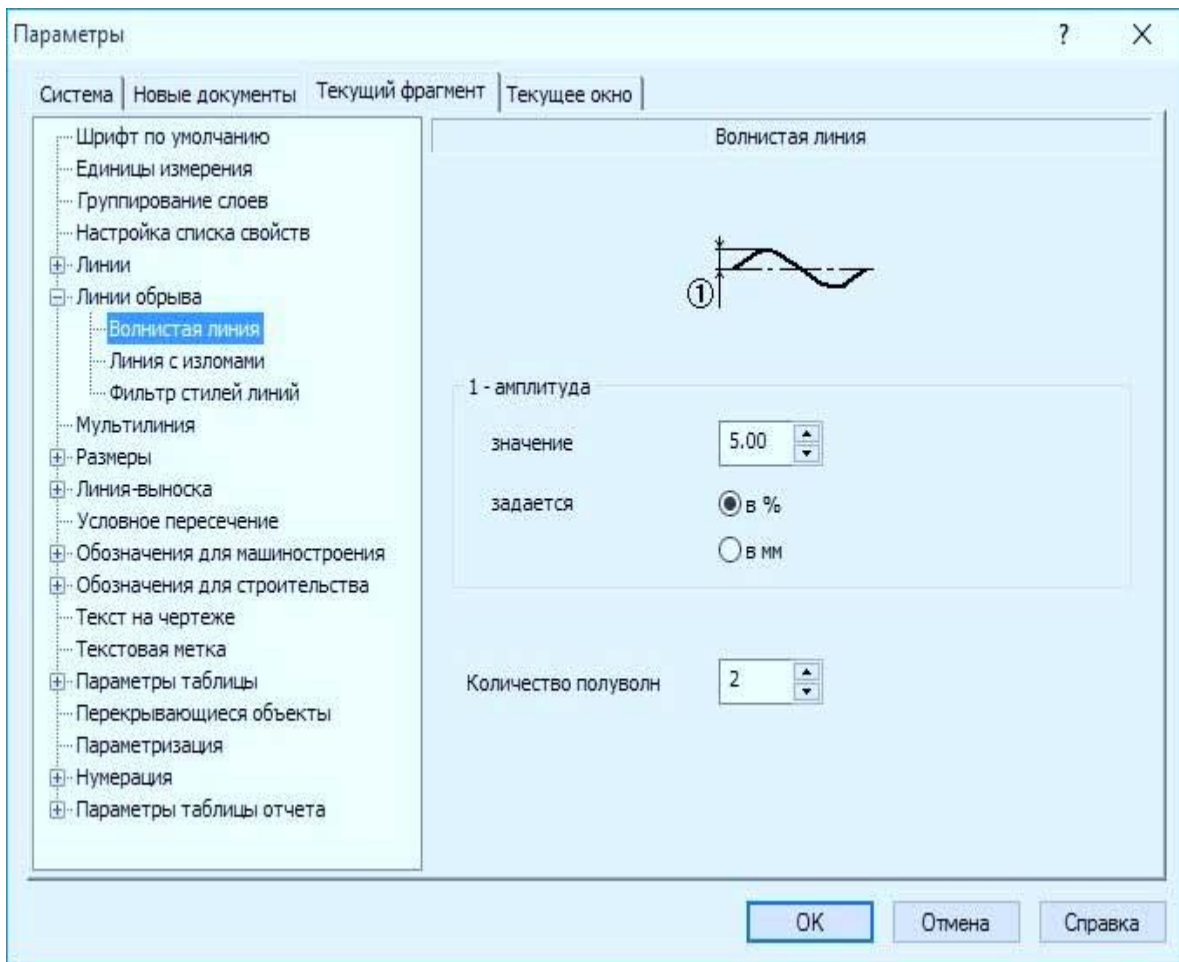 Параметры
?
Система
Новые документы
Текущий фрагмент
Текущее окно
Шрифт по умолчанию
Единицы измерения
Группирование слоев
Настройка списка свойств
Линии
Линии обрыва
Волнистая линия
Линия с изломами
Фильтр стилей линий
Мультилиния
Размеры
Линия-выноска
Условное пересечение
Обозначения для машиностроения
Обозначения для строительства
Текст на чертеже
Текстовая метка
Параметры таблицы
Перекрывающиеся объекты
Параметризация
Нумерация
Параметры таблицы отчета
Волнистая линия
1
1 - амплитуда
значение 5.00
задается в %
в мм
Количество полуволн 2
OK
Отмена
Справка